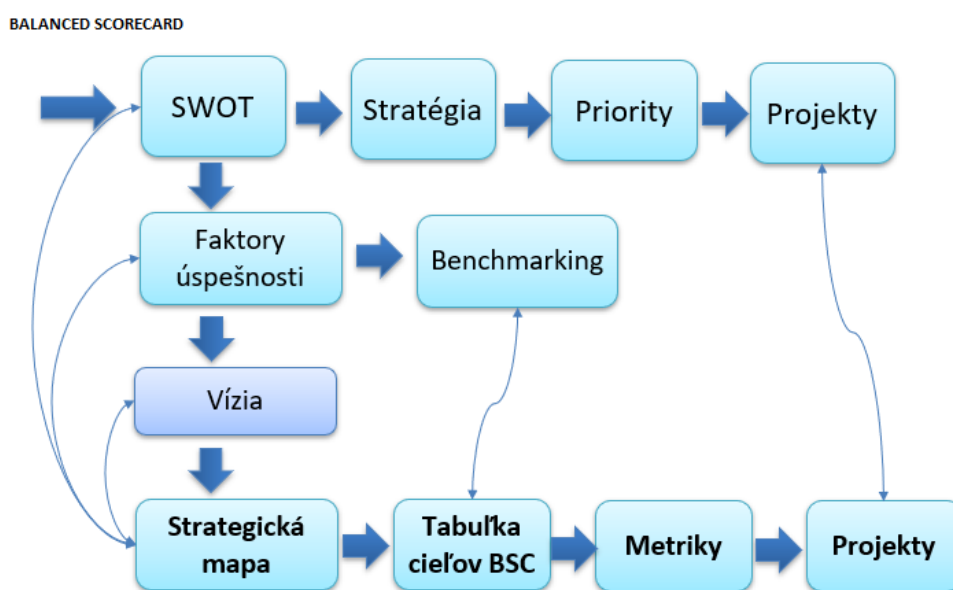 BALANCED SCORECARD
SWOT
Stratégia
Priority
Projekty
Faktory
úspešnosti
Benchmarking
Vízia
Strategická
mapa
Tabuľka
cieľov BSC
Metriky
Projekty